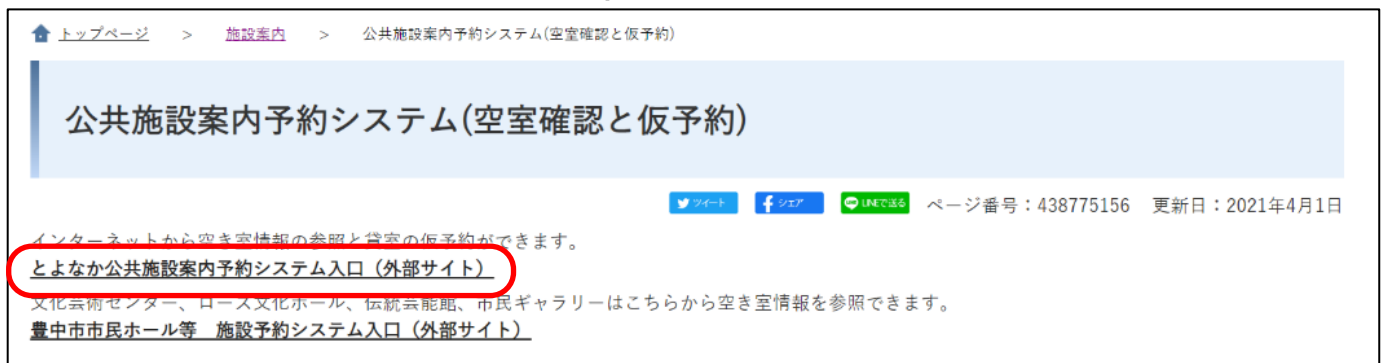 トップページ > 施設案内 > 公共施設案内予約システム(空室確認と仮予約)
公共施設案内予約システム(空室確認と仮予約)
ツイート シェア LINEで送る ページ番号：438775156 更新日：2021年4月1日
インターネットから空き室情報の参照と貸室の仮予約ができます。
とよなか公共施設案内予約システム入口（外部サイト）
文化芸術センター、ローズ文化ホール、伝統芸能館、市民ギャラリーはこちらから空き室情報を参照できます。
豊中市市民ホール等　施設予約システム入口（外部サイト）